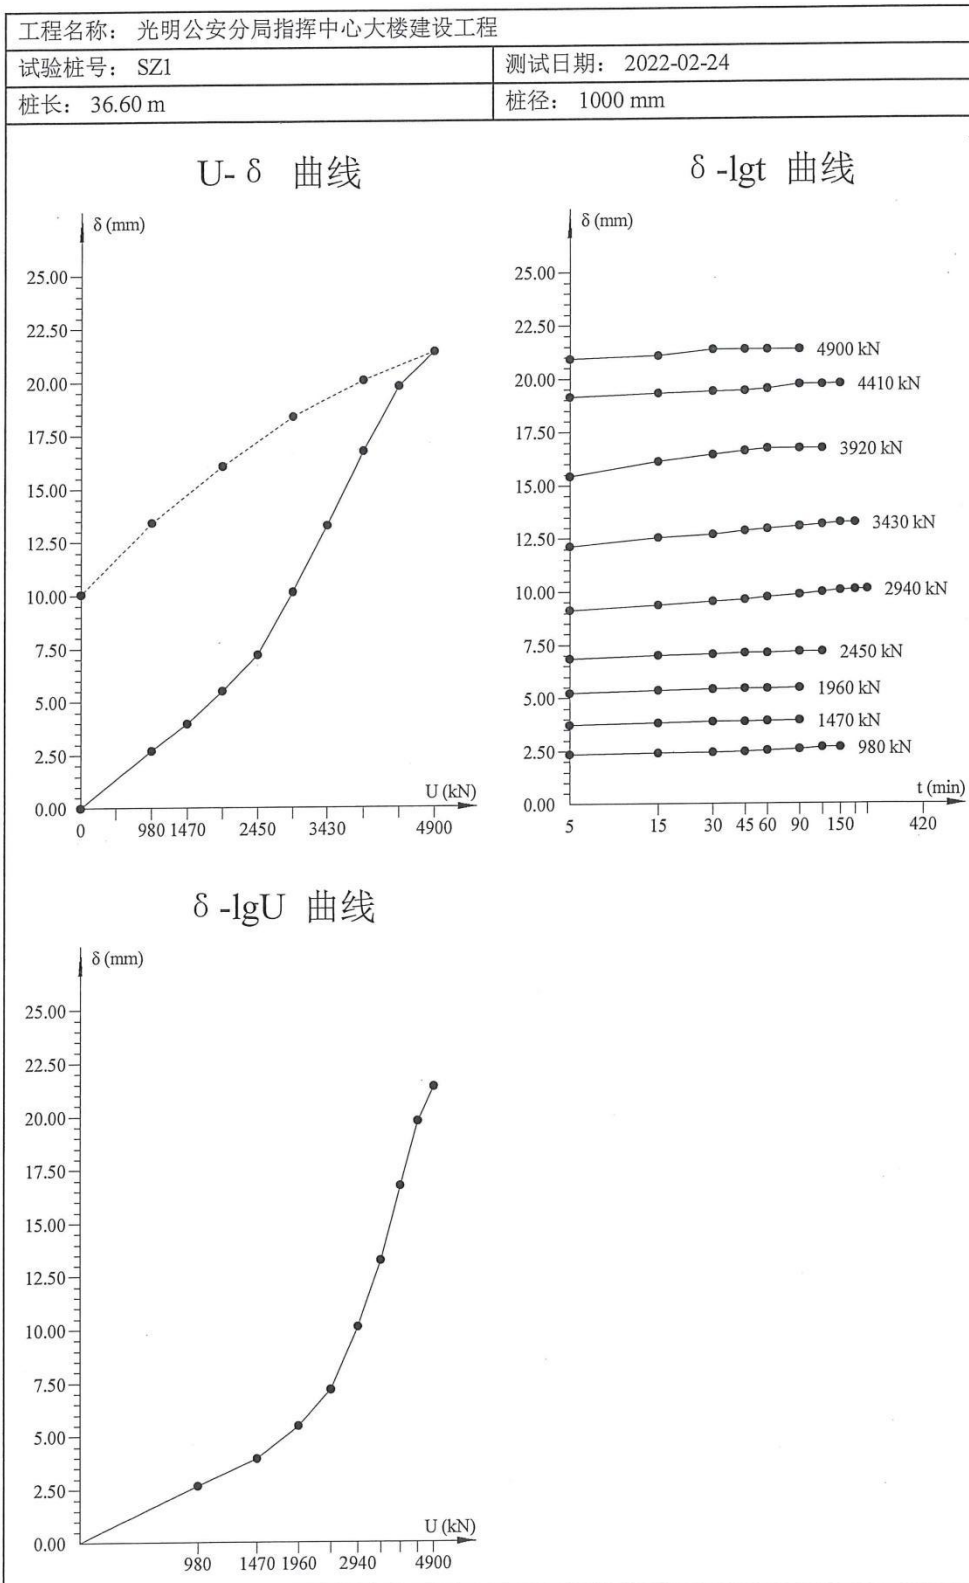 工程名称： 光明公安分局指挥中心大楼建设工程
试验桩号： SZ1
测试日期： 2022-02-24
桩长： 36.60 m
桩径： 1000 mm
U-δ 曲线
δ (mm)
25.00
22.50
20.00
17.50
15.00
12.50
10.00
7.50
5.00
2.50
0.00
U (kN)
0 980 1470 2450 3430 4900
δ-lgt 曲线
δ (mm)
25.00
22.50
20.00
17.50
15.00
12.50
10.00
7.50
5.00
2.50
0.00
4900 kN
4410 kN
3920 kN
3430 kN
2940 kN
2450 kN
1960 kN
1470 kN
980 kN
t (min)
5 15 30 45 60 90 150 420
δ-lgU 曲线
δ (mm)
25.00
22.50
20.00
17.50
15.00
12.50
10.00
7.50
5.00
2.50
0.00
U (kN)
980 1470 1960 2940 4900